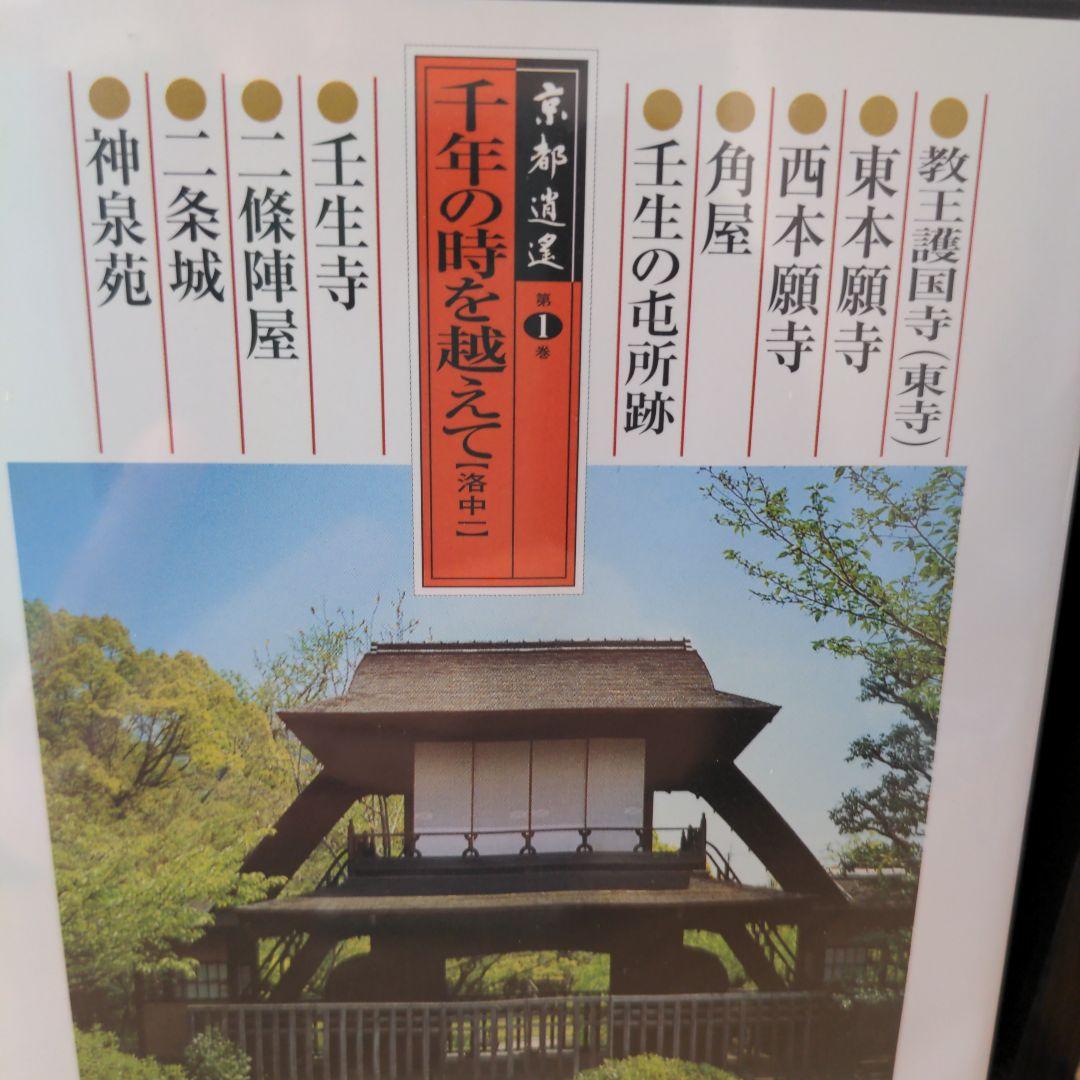 教王護国寺（東寺）
東本願寺
西本願寺
角屋
壬生の屯所跡
京都逍遙
第1巻
千年の時を越えて【洛中一】
壬生寺
二條陣屋
二条城
神泉苑